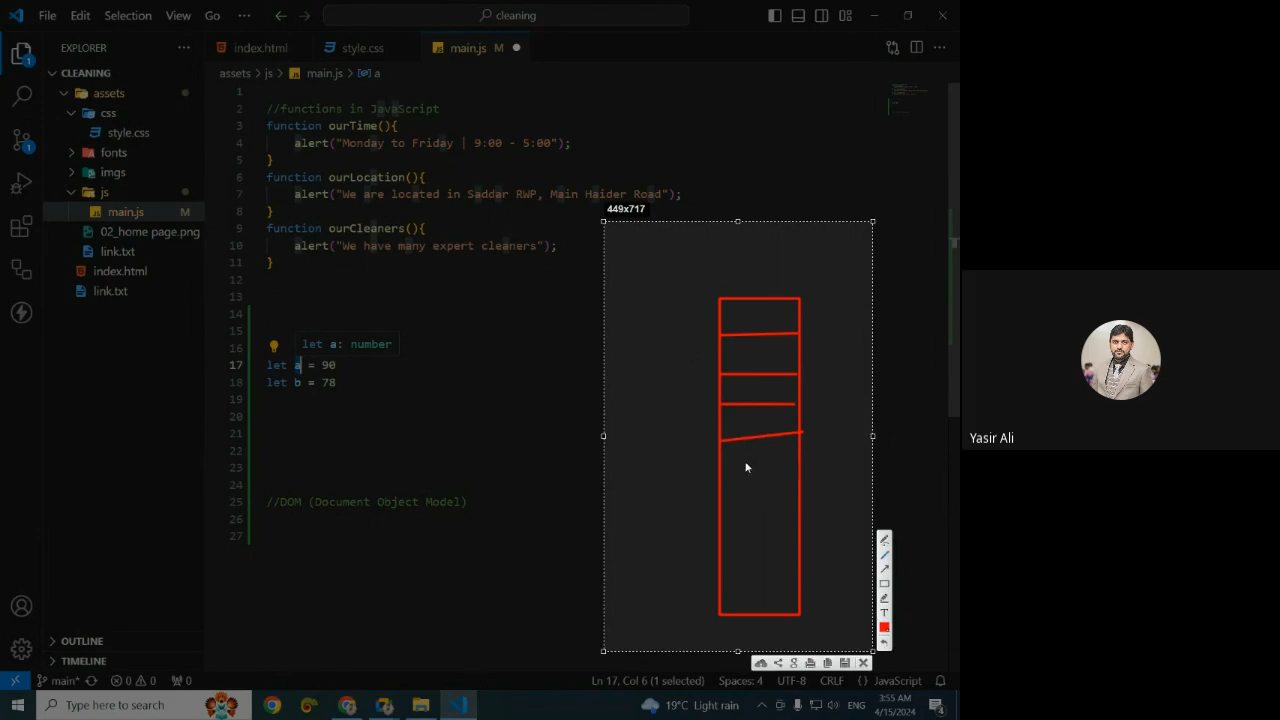 File Edit Selection View Go ··· cleaning
EXPLORER ···
CLEANING
assets
css
style.css
fonts
imgs
js
main.js M
02_home page.png
link.txt
index.html
link.txt
OUTLINE
TIMELINE
index.html style.css main.js M
assets > js > main.js > a
1
2 //functions in JavaScript
3 function ourTime(){
4 alert("Monday to Friday | 9:00 - 5:00");
5 }
6 function ourLocation(){
7 alert("We are located in Saddar RWP, Main Haider Road");
8 }
9 function ourCleaners(){
10 alert("We have many expert cleaners");
11 }
12
13
14
15
16
let a: number
17 let a = 90
18 let b = 78
19
20
21
22
23
24
25 //DOM (Document Object Model)
26
27
449x717
T
Yasir Ali
main* 0 0 0 Ln 17, Col 6 (1 selected) Spaces: 4 UTF-8 CRLF {} JavaScript
Type here to search 19°C Light rain ENG 3:55 AM 4/15/2024 4
1
1